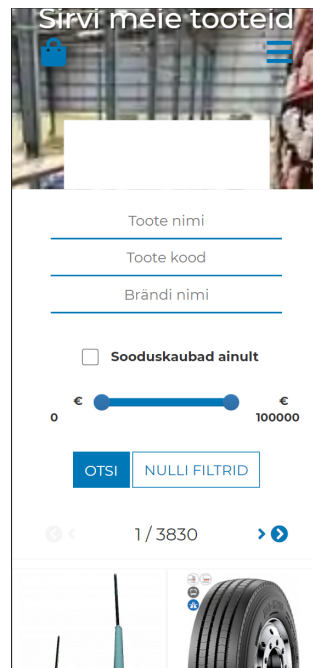 Sirvi meie tooteid
Toote nimi
Toote kood
Brändi nimi
Sooduskaubad ainult
€ €
0 100000
OTSI NULLI FILTRID
1 / 3830